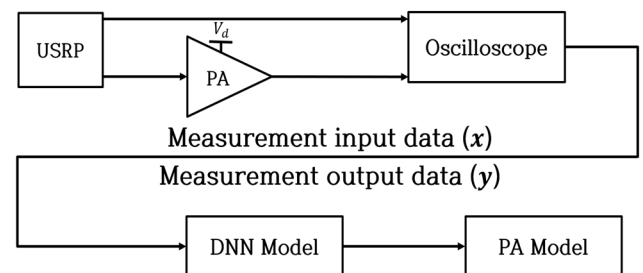 V_d
USRP
Oscilloscope
PA
Measurement input data (x)
Measurement output data (y)
DNN Model
PA Model